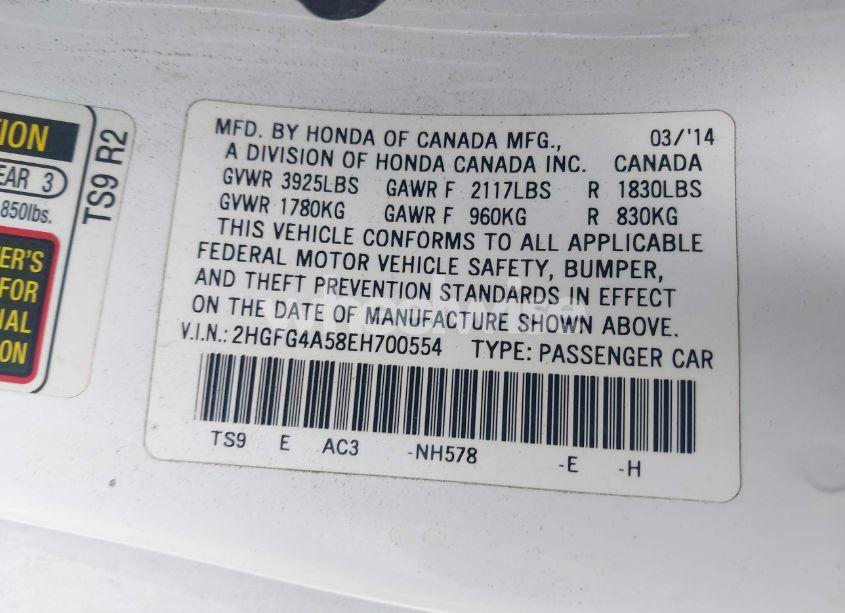 TION
EAR 3
850lbs.
ER'S
FOR
IAL
ON
TS9 R2
MFD. BY HONDA OF CANADA MFG., 03/'14
A DIVISION OF HONDA CANADA INC. CANADA
GVWR 3925LBS GAWR F 2117LBS R 1830LBS
GVWR 1780KG GAWR F 960KG R 830KG
THIS VEHICLE CONFORMS TO ALL APPLICABLE
FEDERAL MOTOR VEHICLE SAFETY, BUMPER,
AND THEFT PREVENTION STANDARDS IN EFFECT
ON THE DATE OF MANUFACTURE SHOWN ABOVE.
V.I.N.: 2HGFG4A58EH700554 TYPE: PASSENGER CAR
TS9 E AC3 -NH578 -E -H